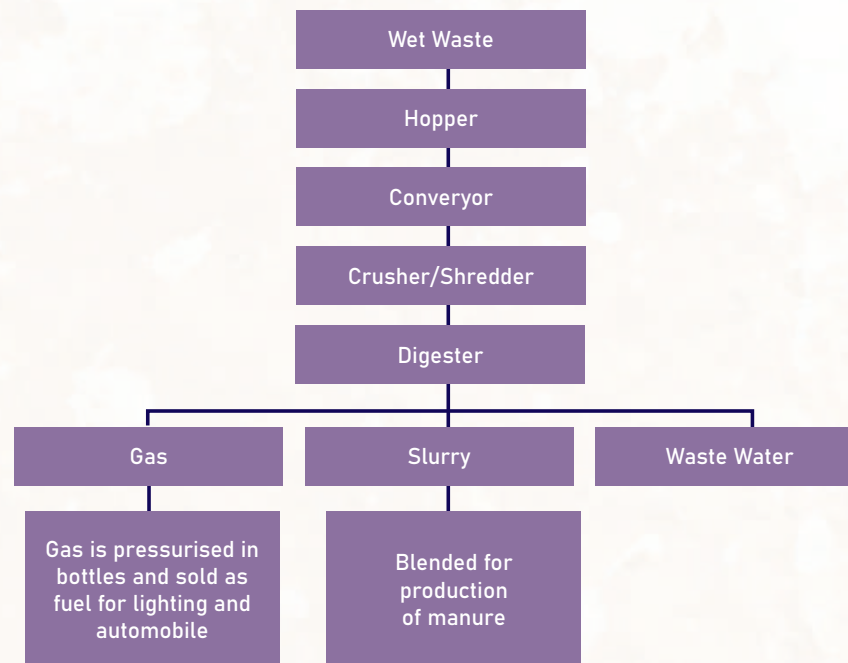 Wet Waste
Hopper
Converyor
Crusher/Shredder
Digester
Gas
Slurry
Waste Water
Gas is pressurised in
bottles and sold as
fuel for lighting and
automobile
Blended for
production
of manure